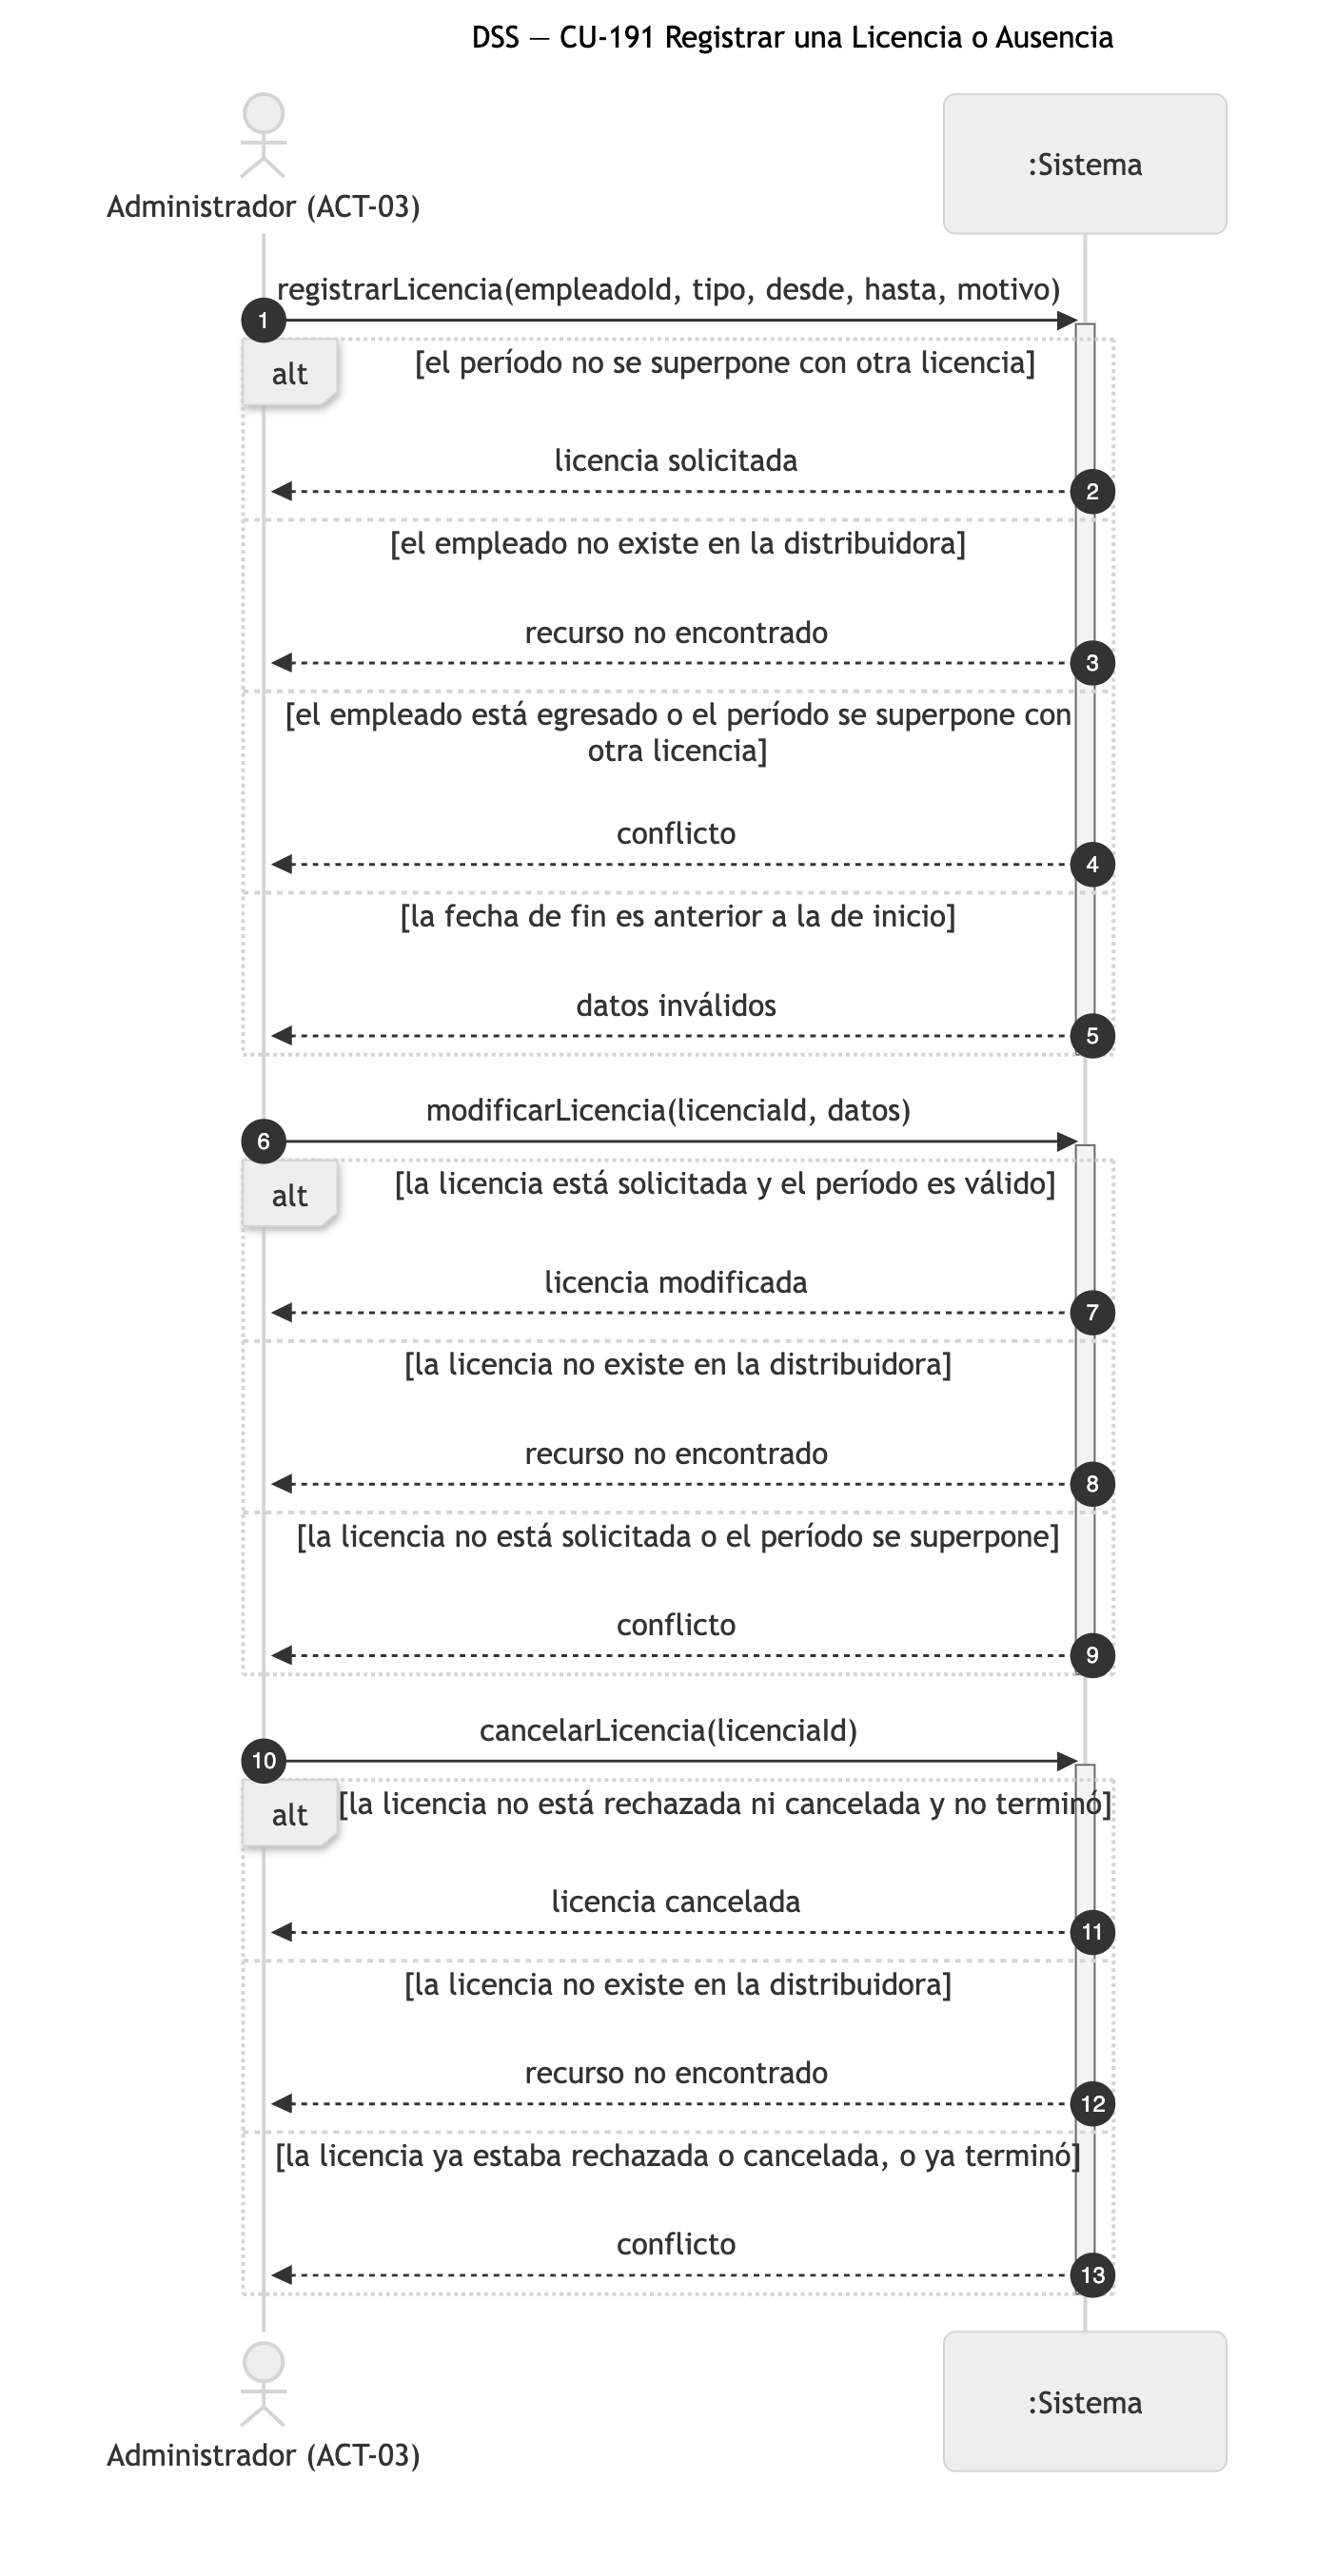 DSS — CU-191 Registrar una Licencia o Ausencia
Administrador (ACT-03)
:Sistema
registrarLicencia(empleadoId, tipo, desde, hasta, motivo)
1
alt
[el período no se superpone con otra licencia]
licencia solicitada
2
[el empleado no existe en la distribuidora]
recurso no encontrado
3
[el empleado está egresado o el período se superpone con
otra licencia]
conflicto
4
[la fecha de fin es anterior a la de inicio]
datos inválidos
5
modificarLicencia(licenciaId, datos)
6
alt
[la licencia está solicitada y el período es válido]
licencia modificada
7
[la licencia no existe en la distribuidora]
recurso no encontrado
8
[la licencia no está solicitada o el período se superpone]
conflicto
9
cancelarLicencia(licenciaId)
10
alt
[la licencia no está rechazada ni cancelada y no terminó]
licencia cancelada
11
[la licencia no existe en la distribuidora]
recurso no encontrado
12
[la licencia ya estaba rechazada o cancelada, o ya terminó]
conflicto
13
:Sistema
Administrador (ACT-03)